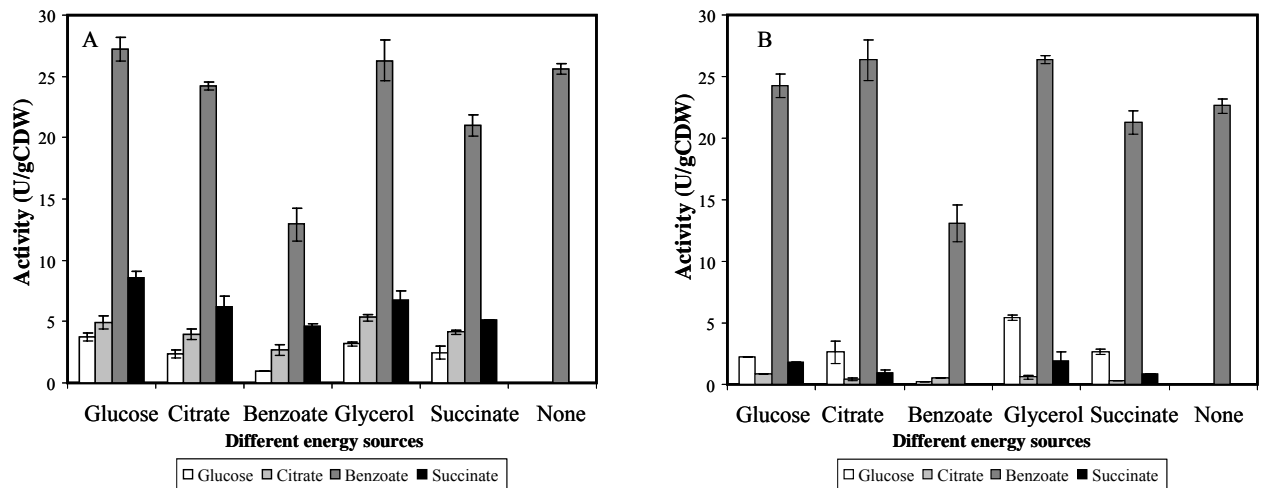 A
Activity (U/gCDW)
30
25
20
15
10
5
0
Glucose Citrate Benzoate Glycerol Succinate None
Different energy sources
Glucose Citrate Benzoate Succinate
B
Activity (U/gCDW)
30
25
20
15
10
5
0
Glucose Citrate Benzoate Glycerol Succinate None
Different energy sources
Glucose Citrate Benzoate Succinate